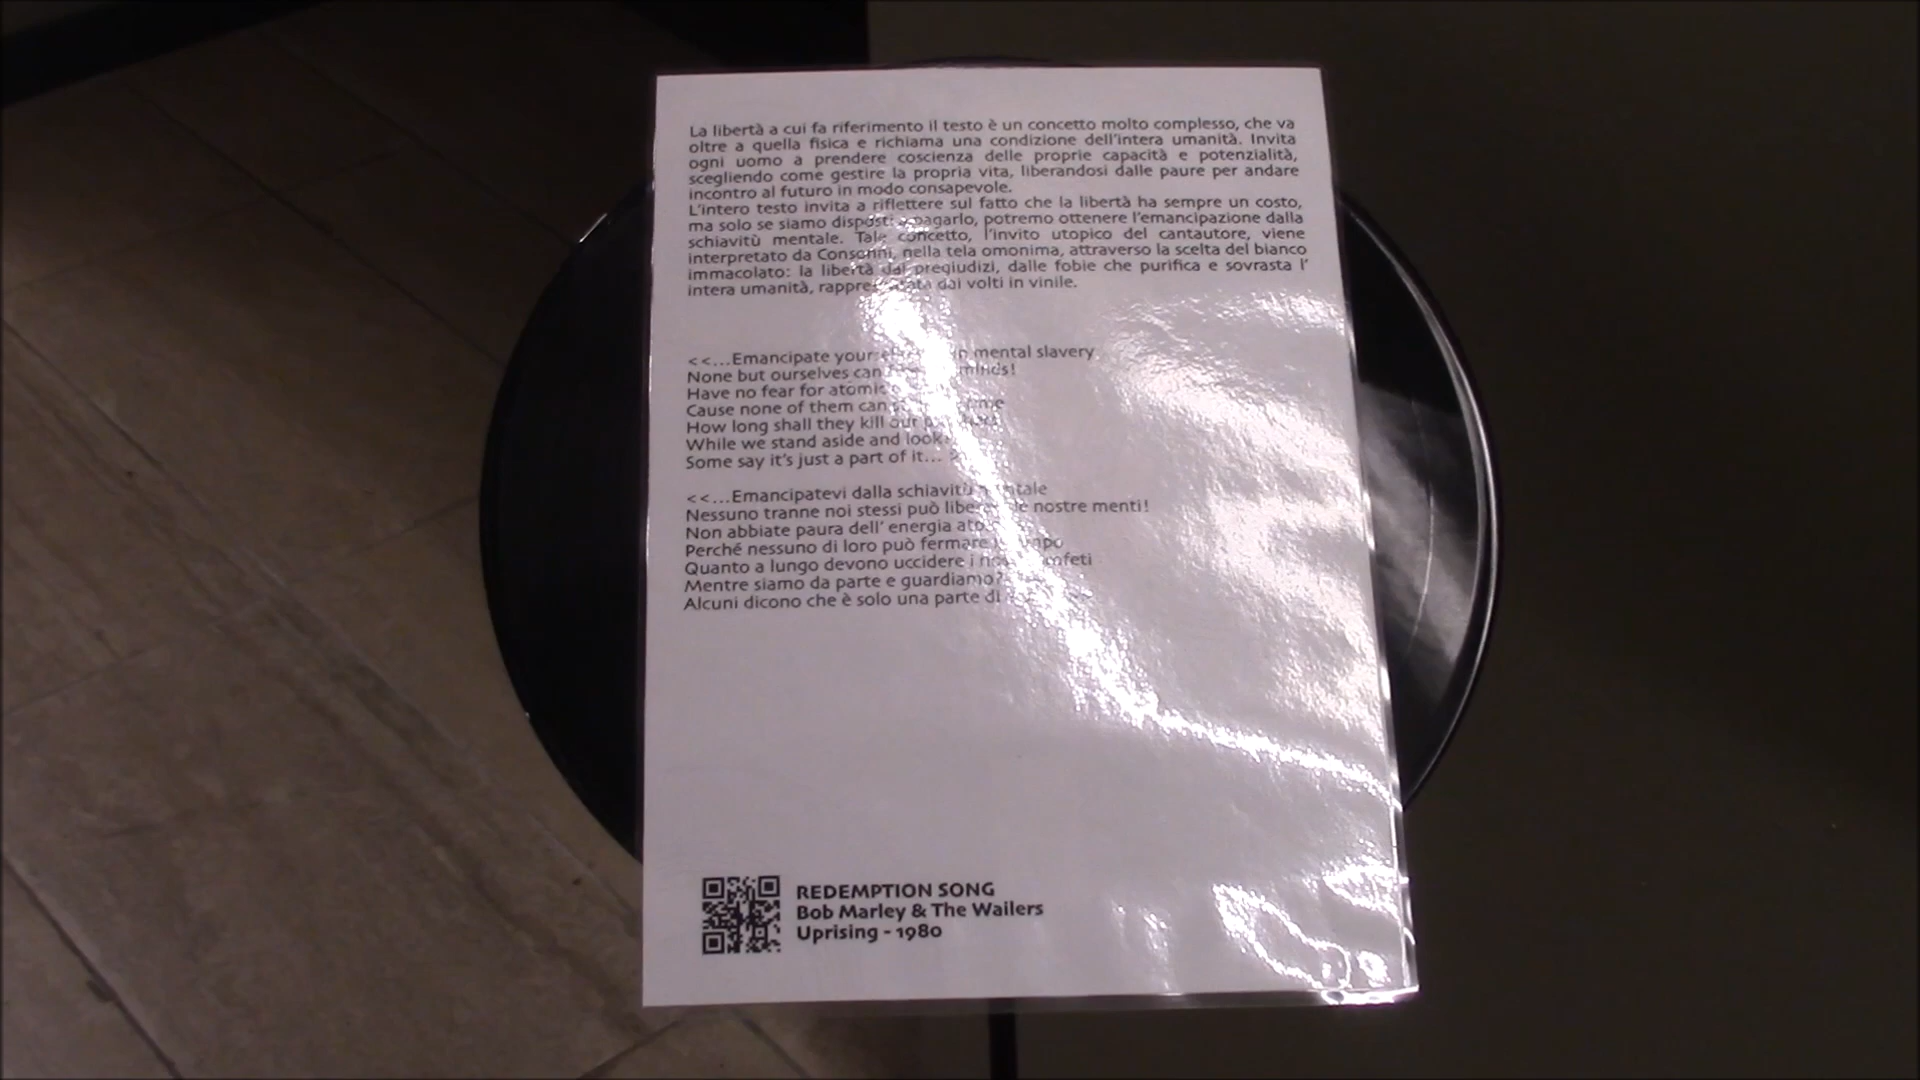 La libertà a cui fa riferimento il testo è un concetto molto complesso, che va
oltre a quella fisica e richiama una condizione dell'intera umanità. Invita
ogni uomo a prendere coscienza delle proprie capacità e potenzialità,
scegliendo come gestire la propria vita, liberandosi dalle paure per andare
incontro al futuro in modo consapevole.
L'intero testo invita a riflettere sul fatto che la libertà ha sempre un costo,
ma solo se siamo disposti a pagarlo, potremo ottenere l'emancipazione dalla
schiavitù mentale. Tale concetto, l'invito utopico del cantautore, viene
interpretato da Consolini, nella tela omonima, attraverso la scelta del bianco
immacolato: la libertà dai pregiudizi, dalle fobie che purifica e sovrasta l'
intera umanità, rappresentata dai volti in vinile.
<<...Emancipate mental slavery
None but ourselves can minds!
Have no fear for atomic
Cause none of them can time
How long shall they kill our
While we stand aside and look?
Some say it's just a part of it...
<<...Emancipatevi dalla schiavitù mentale
Nessuno tranne noi stessi può liberare le nostre menti!
Non abbiate paura dell' energia
Perché nessuno di loro può fermare tempo
Quanto a lungo devono uccidere i
Mentre siamo da parte e guardiamo?
Alcuni dicono che è solo una parte di
REDEMPTION SONG
Bob Marley & The Wailers
Uprising - 1980